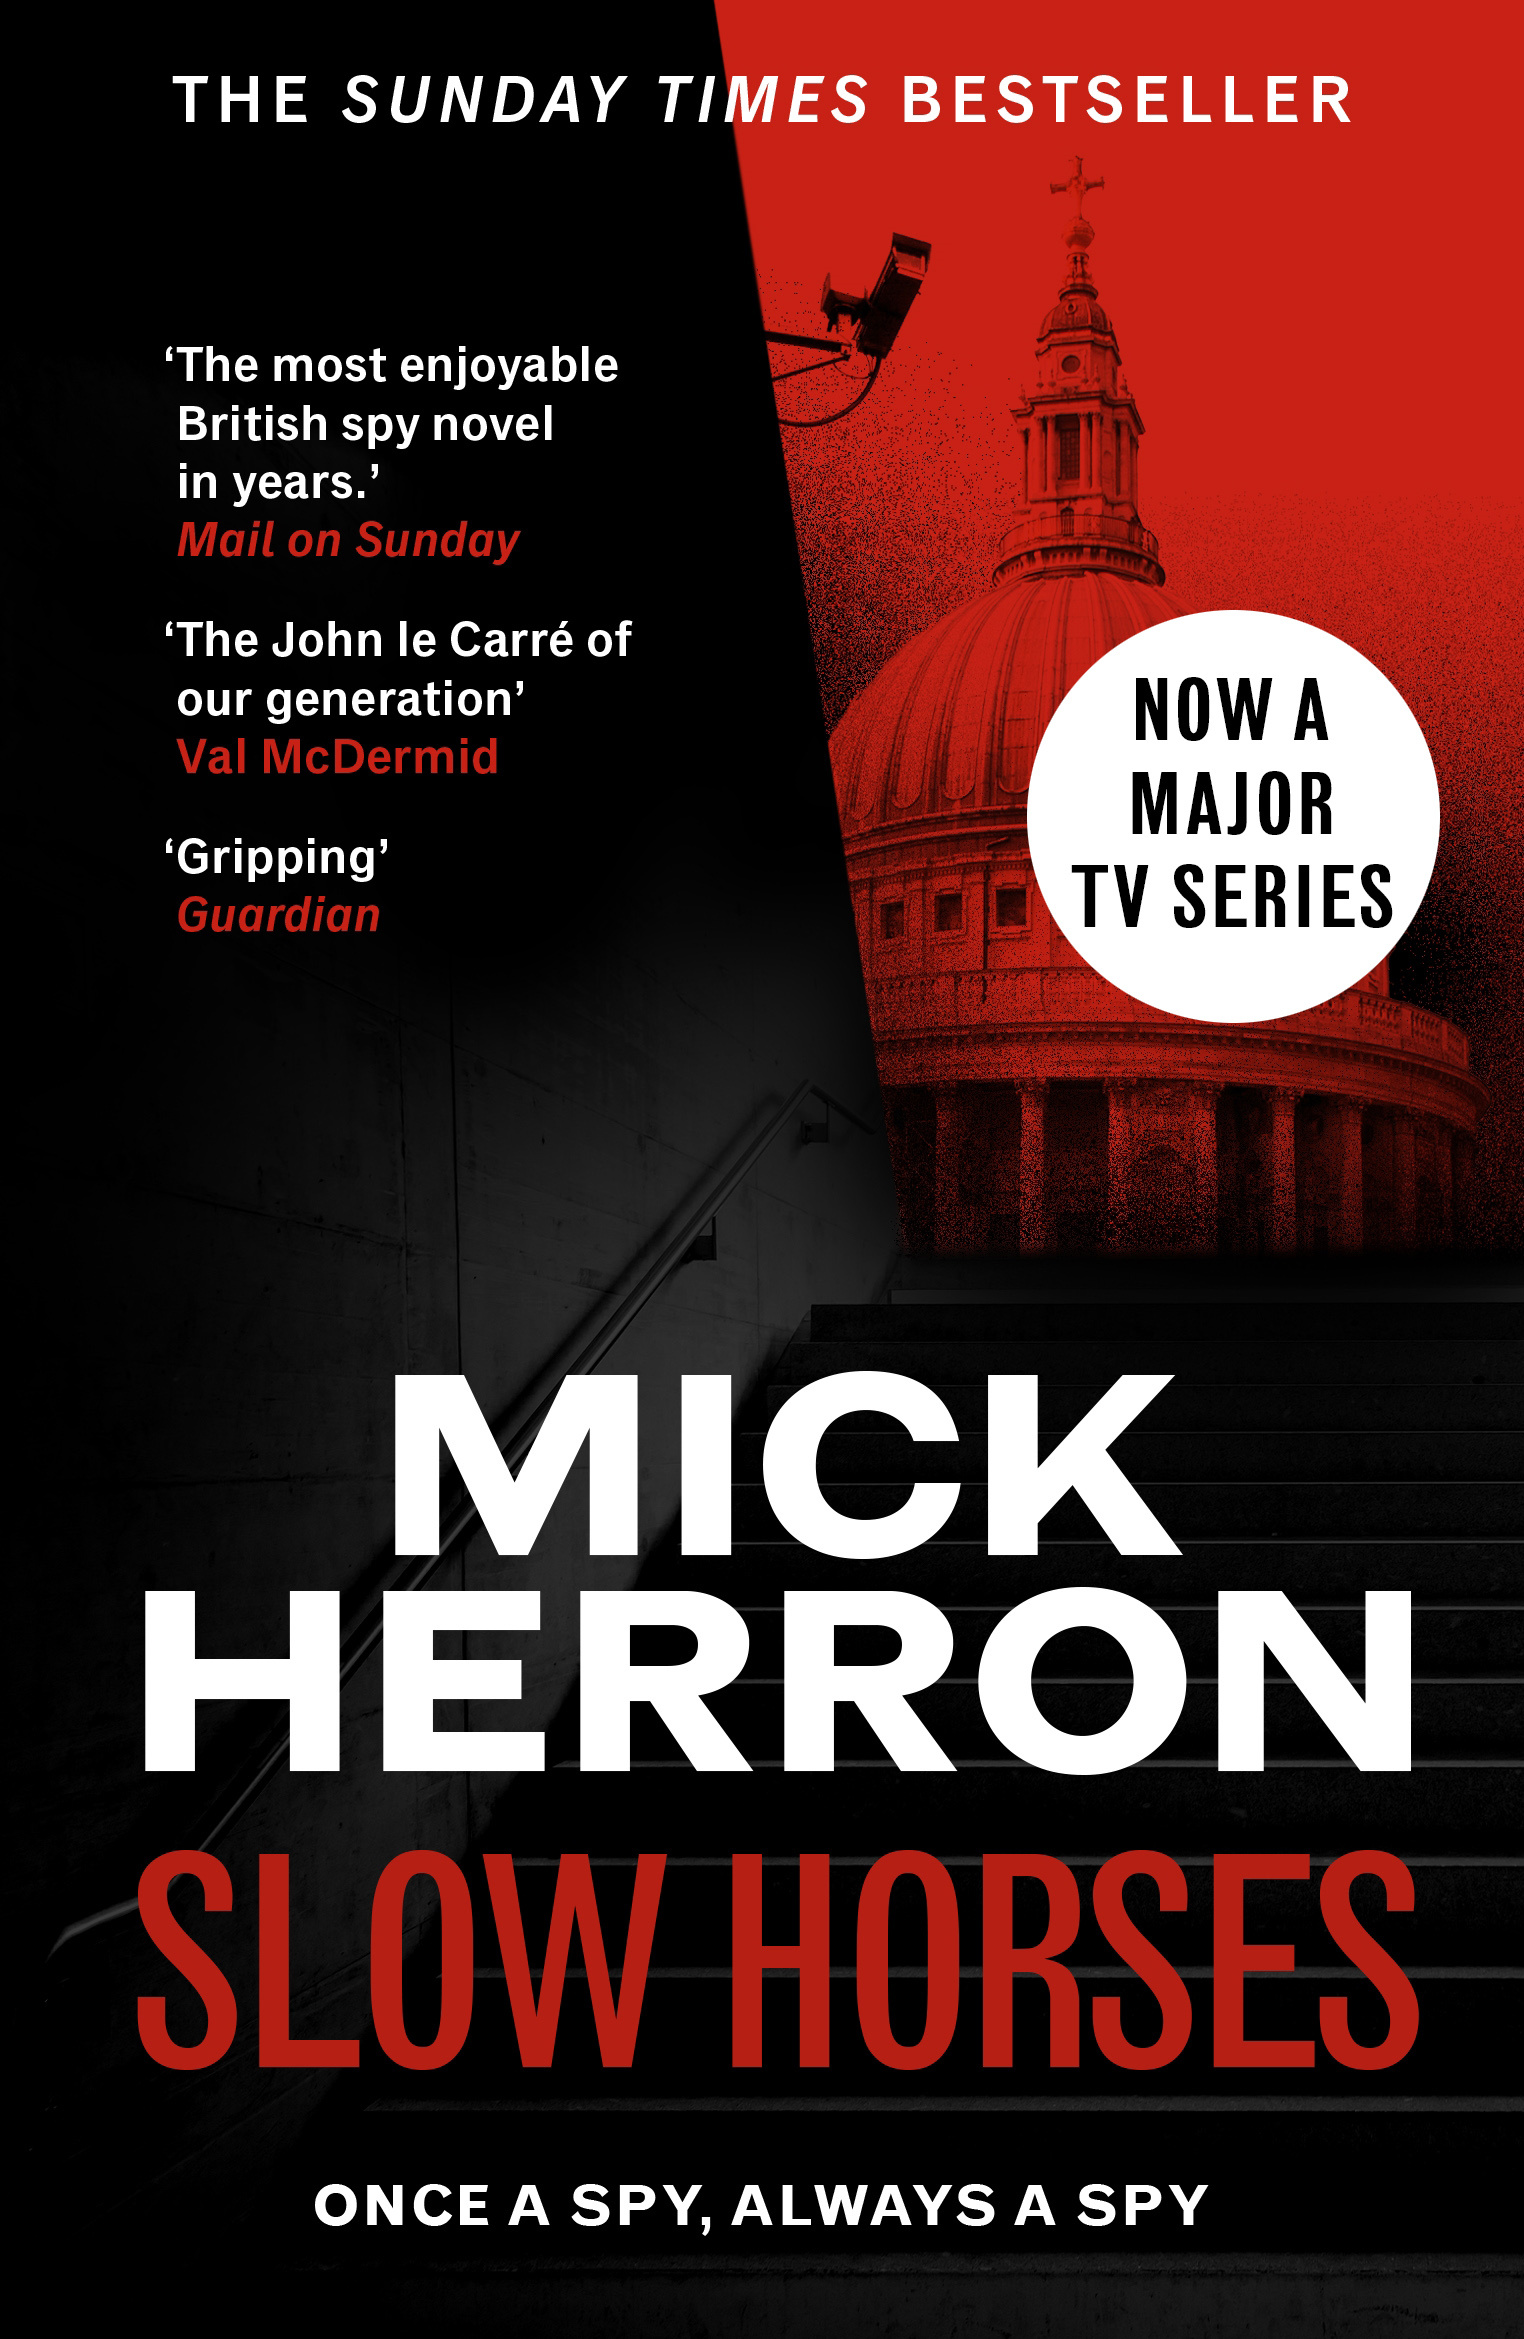 THE SUNDAY TIMES BESTSELLER
‘The most enjoyable
British spy novel
in years.’
Mail on Sunday
‘The John le Carré of
our generation’
Val McDermid
‘Gripping’
Guardian
NOW A
MAJOR
TV SERIES
MICK
HERRON
SLOW HORSES
ONCE A SPY, ALWAYS A SPY